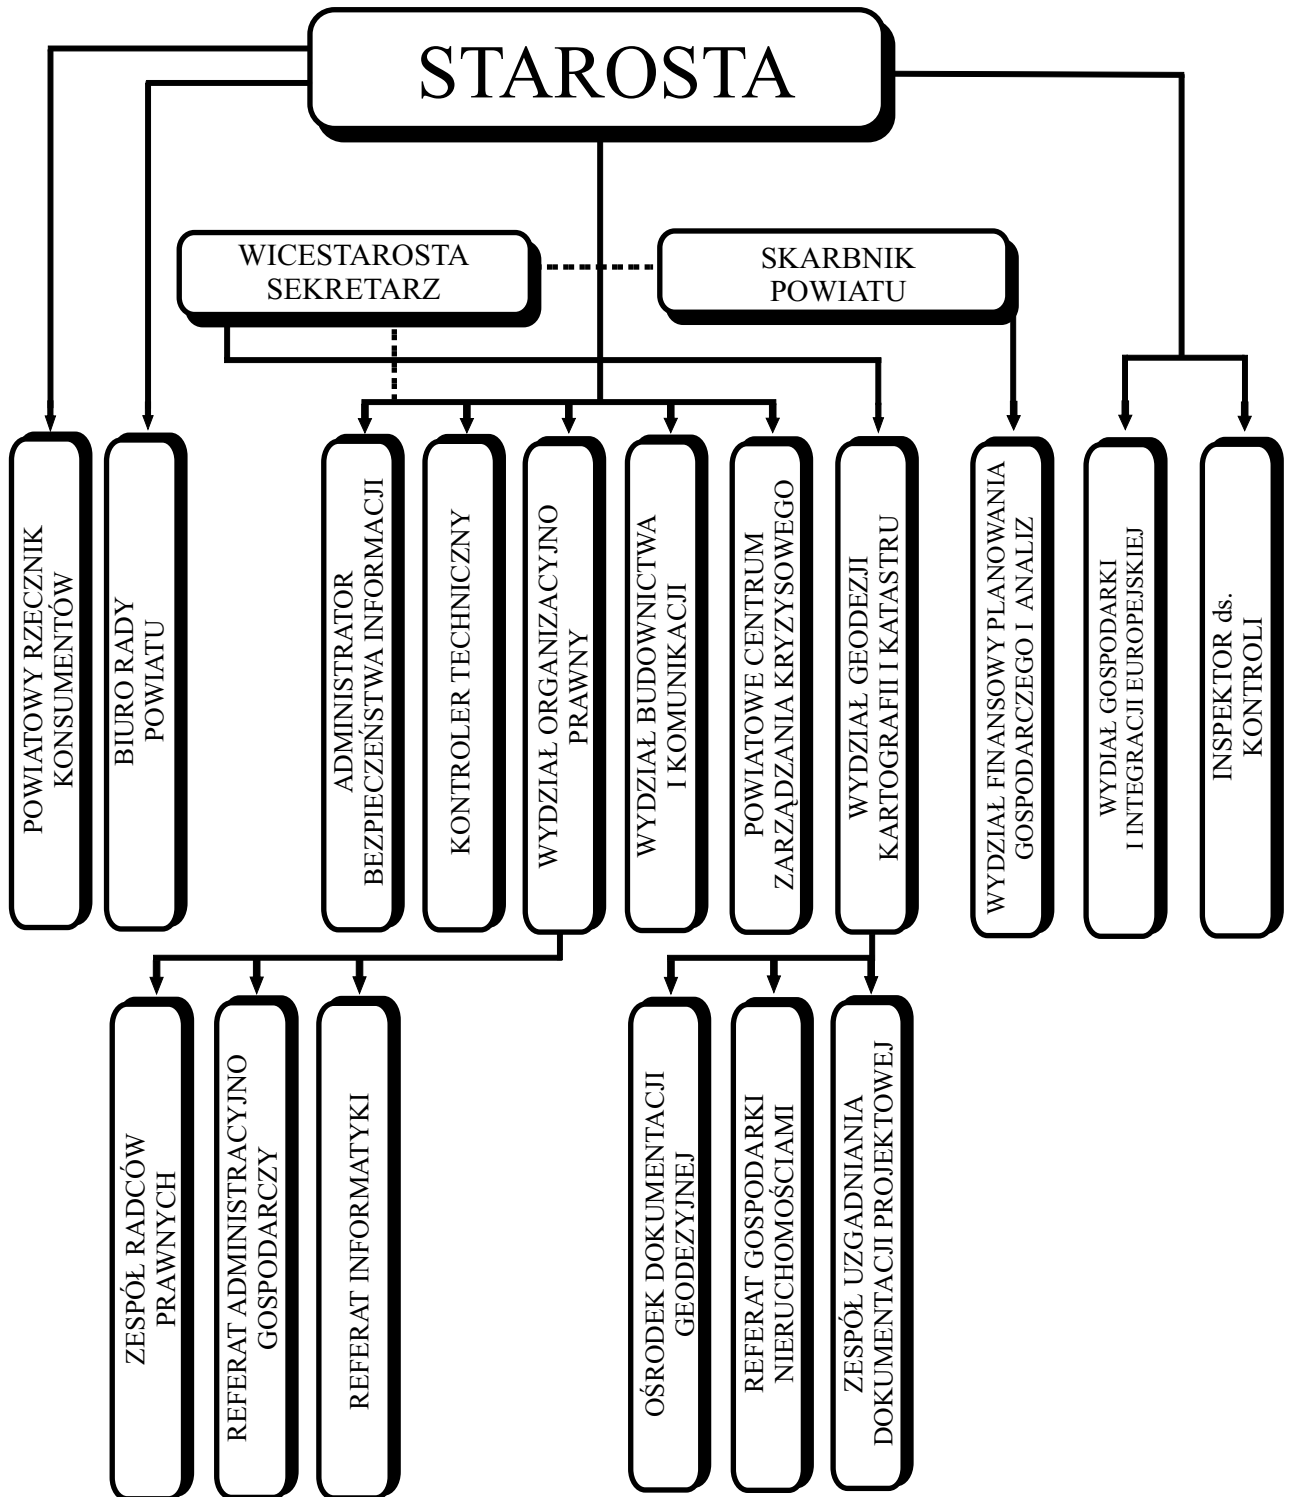 STAROSTA
WICESTAROSTA
SEKRETARZ
SKARBNIK
POWIATU
POWIATOWY RZECZNIK
KONSUMENTÓW
BIURO RADY
POWIATU
ADMINISTRATOR
BEZPIECZEŃSTWA INFORMACJI
KONTROLER TECHNICZNY
WYDZIAŁ ORGANIZACYJNO
PRAWNY
WYDZIAŁ BUDOWNICTWA
I KOMUNIKACJI
POWIATOWE CENTRUM
ZARZĄDZANIA KRYZYSOWEGO
WYDZIAŁ GEODEZJI
KARTOGRAFII I KATASTRU
WYDZIAŁ FINANSOWY PLANOWANIA
GOSPODARCZEGO I ANALIZ
WYDIAŁ GOSPODARKI
I INTEGRACJI EUROPEJSKIEJ
INSPEKTOR ds.
KONTROLI
ZESPÓŁ RADCÓW
PRAWNYCH
REFERAT ADMINISTRACYJNO
GOSPODARCZY
REFERAT INFORMATYKI
OŚRODEK DOKUMENTACJI
GEODEZYJNEJ
REFERAT GOSPODARKI
NIERUCHOMOŚCIAMI
ZESPÓŁ UZGADNIANIA
DOKUMENTACJI PROJEKTOWEJ